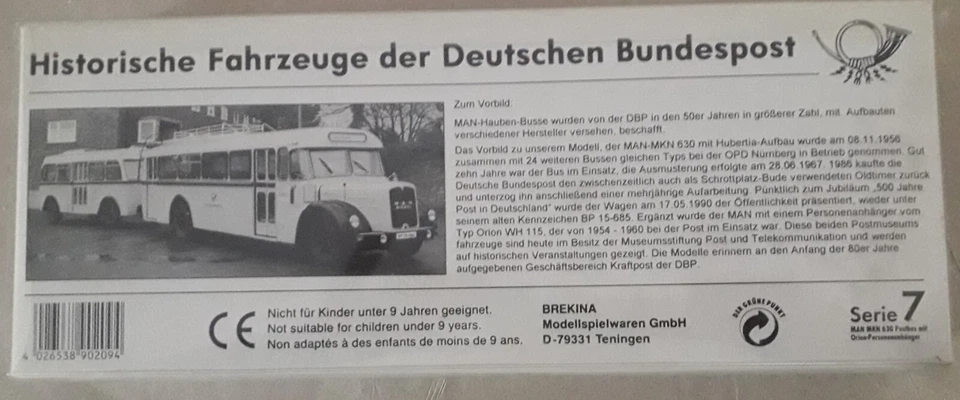 Historische Fahrzeuge der Deutschen Bundespost
Zum Vorbild:
MAN-Hauben-Busse wurden von der DBP in den 50er Jahren in größerer Zahl, mit Aufbauten
verschiedener Hersteller versehen, beschafft.
Das Vorbild zu unserem Modell, der MAN-MKN 630 mit Hubertia-Aufbau wurde am 08.11.1956
zusammen mit 24 weiteren Bussen gleichen Typs bei der OPD Nürnberg in Betrieb genommen. Gut
zehn Jahre war der Bus im Einsatz, die Ausmusterung erfolgte am 28.06.1967. 1986 kaufte die
Deutsche Bundespost den zwischenzeitlich auch als Schrottplatz-Bude verwendeten Oldtimer zurück
und unterzog ihn anschließend einer mehrjährige Aufarbeitung. Pünktlich zum Jubiläum „500 Jahre
Post in Deutschland" wurde der Wagen am 17.05.1990 der Öffentlichkeit präsentiert, wieder unter
seinem alten Kennzeichen BP 15-685. Ergänzt wurde der MAN mit einem Personenanhänger vom
Typ Orion WH 115, der von 1954 - 1960 bei der Post im Einsatz war. Diese beiden Postmuseums
fahrzeuge sind heute im Besitz der Museumsstiftung Post und Telekommunikation und werden
auf historischen Veranstaltungen gezeigt. Die Modelle erinnern an den Anfang der 80er Jahre
aufgegebenen Geschäftsbereich Kraftpost der DBP.
MAN
4 026538 902094
CE
Nicht für Kinder unter 9 Jahren geeignet.
Not suitable for children under 9 years.
Non adaptés à des enfants de moins de 9 ans.
BREKINA
Modellspielwaren GmbH
D-79331 Teningen
DER GRÜNE PUNKT
Serie 7
MAN MKN 630 Postbus mit
Orion-Personenanhänger